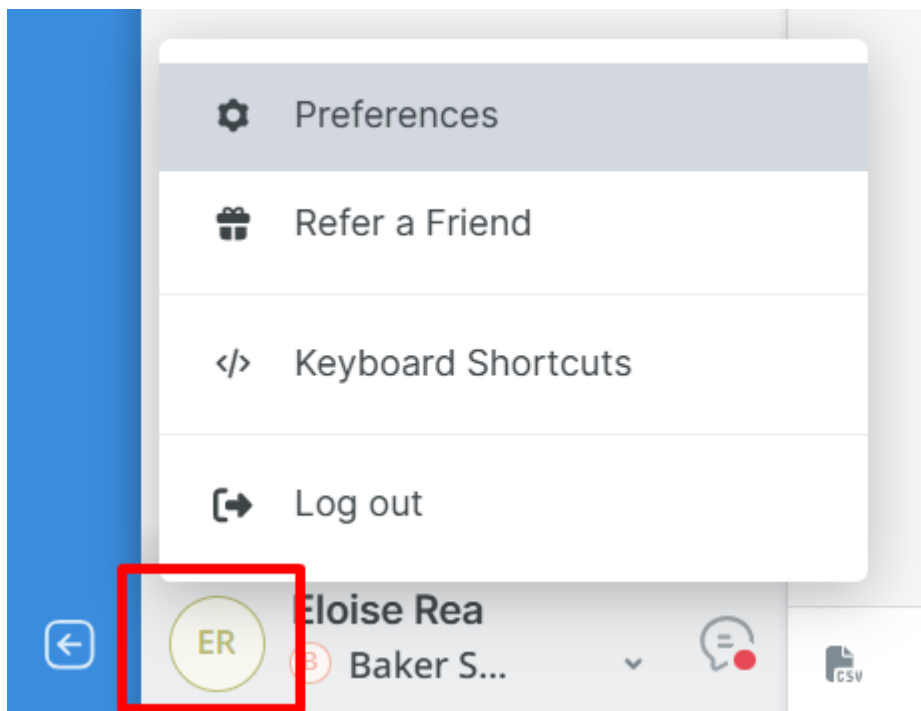 Preferences
Refer a Friend
</> Keyboard Shortcuts
Log out
ER
Eloise Rea
B Baker S...
CSV